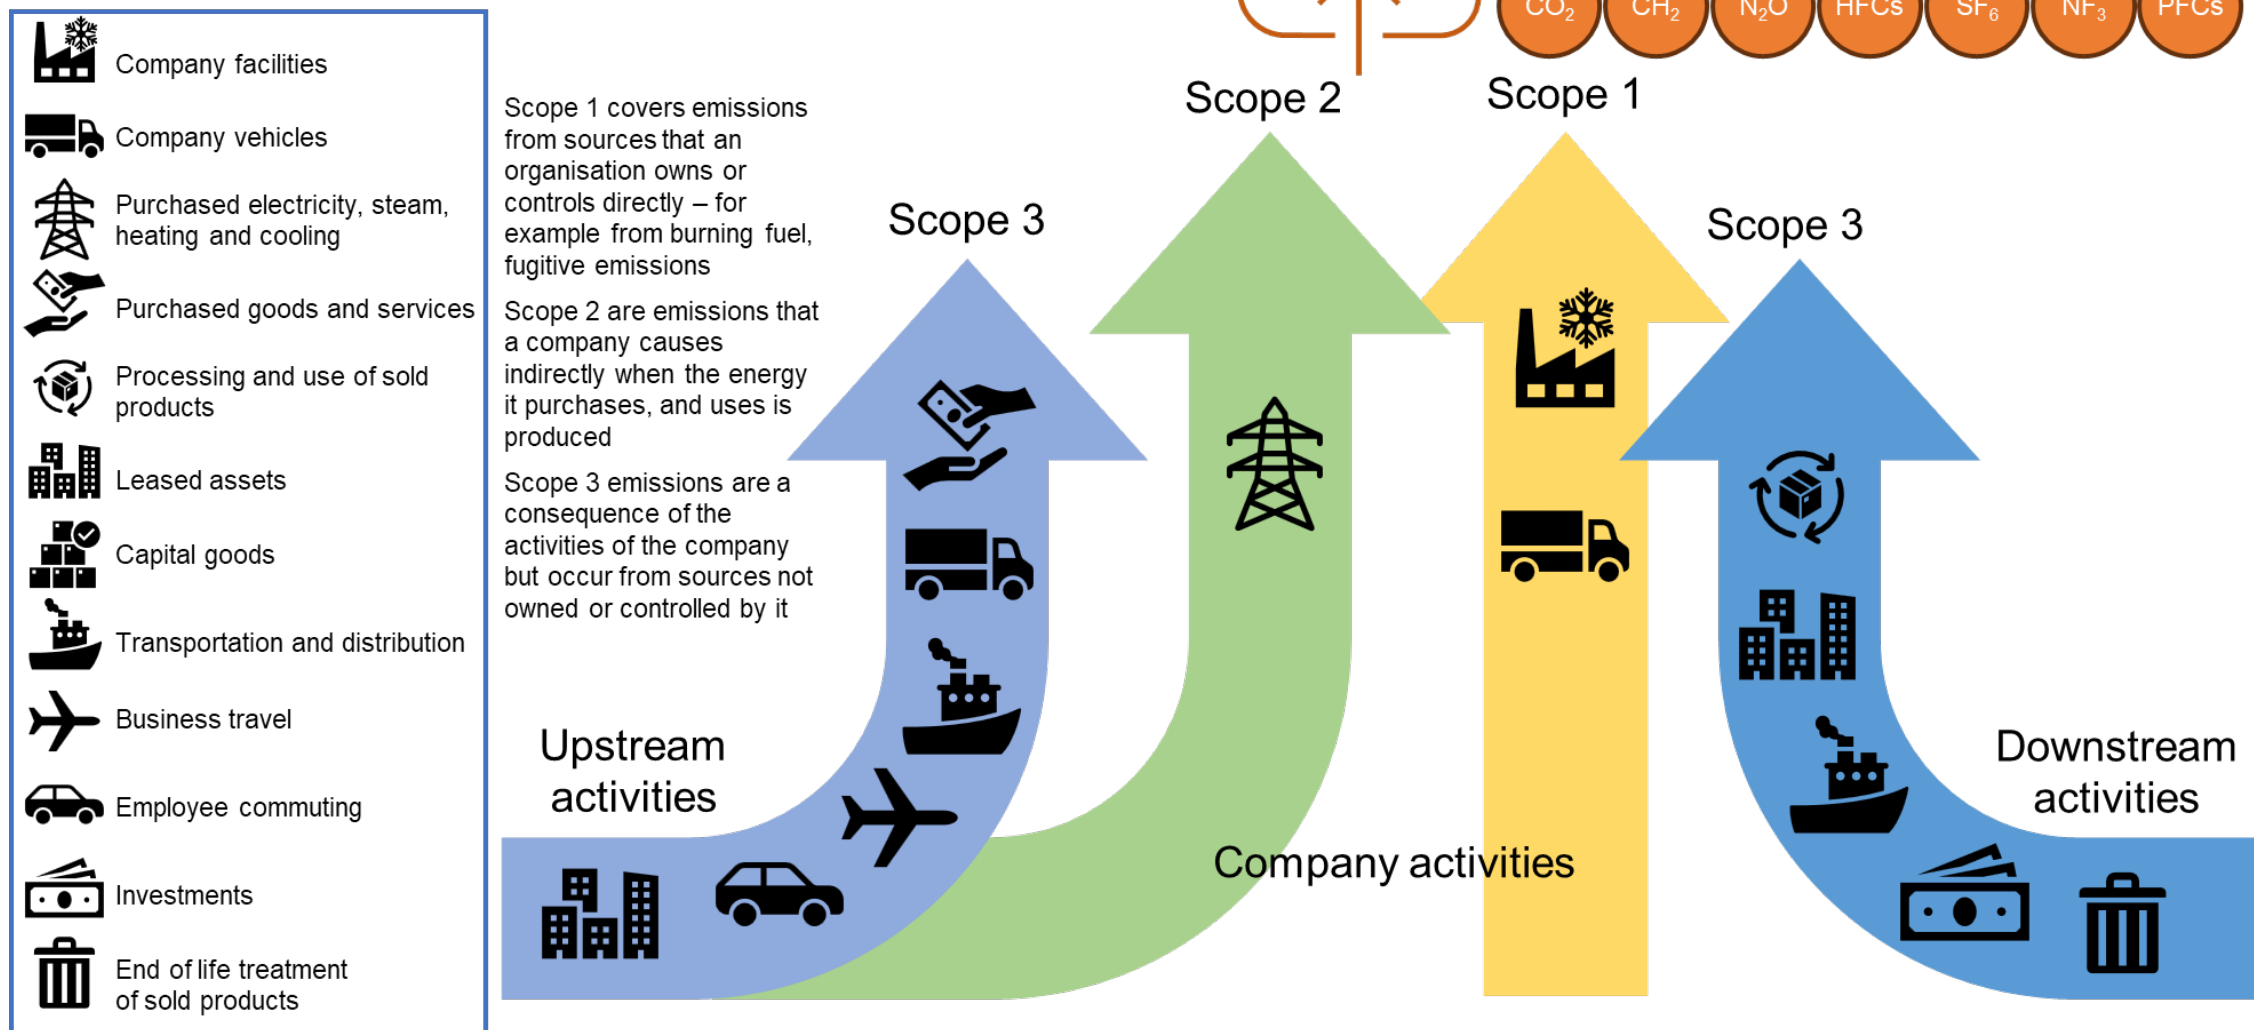 CO₂ CH₂ N₂O HFCs SF₆ NF₃ PFCs
Company facilities
Company vehicles
Purchased electricity, steam,
heating and cooling
Purchased goods and services
Processing and use of sold
products
Leased assets
Capital goods
Transportation and distribution
Business travel
Employee commuting
Investments
End of life treatment
of sold products
Scope 1 covers emissions
from sources that an
organisation owns or
controls directly – for
example from burning fuel,
fugitive emissions
Scope 2 are emissions that
a company causes
indirectly when the energy
it purchases, and uses is
produced
Scope 3 emissions are a
consequence of the
activities of the company
but occur from sources not
owned or controlled by it
Scope 3
Scope 2
Scope 1
Scope 3
Upstream
activities
Company activities
Downstream
activities